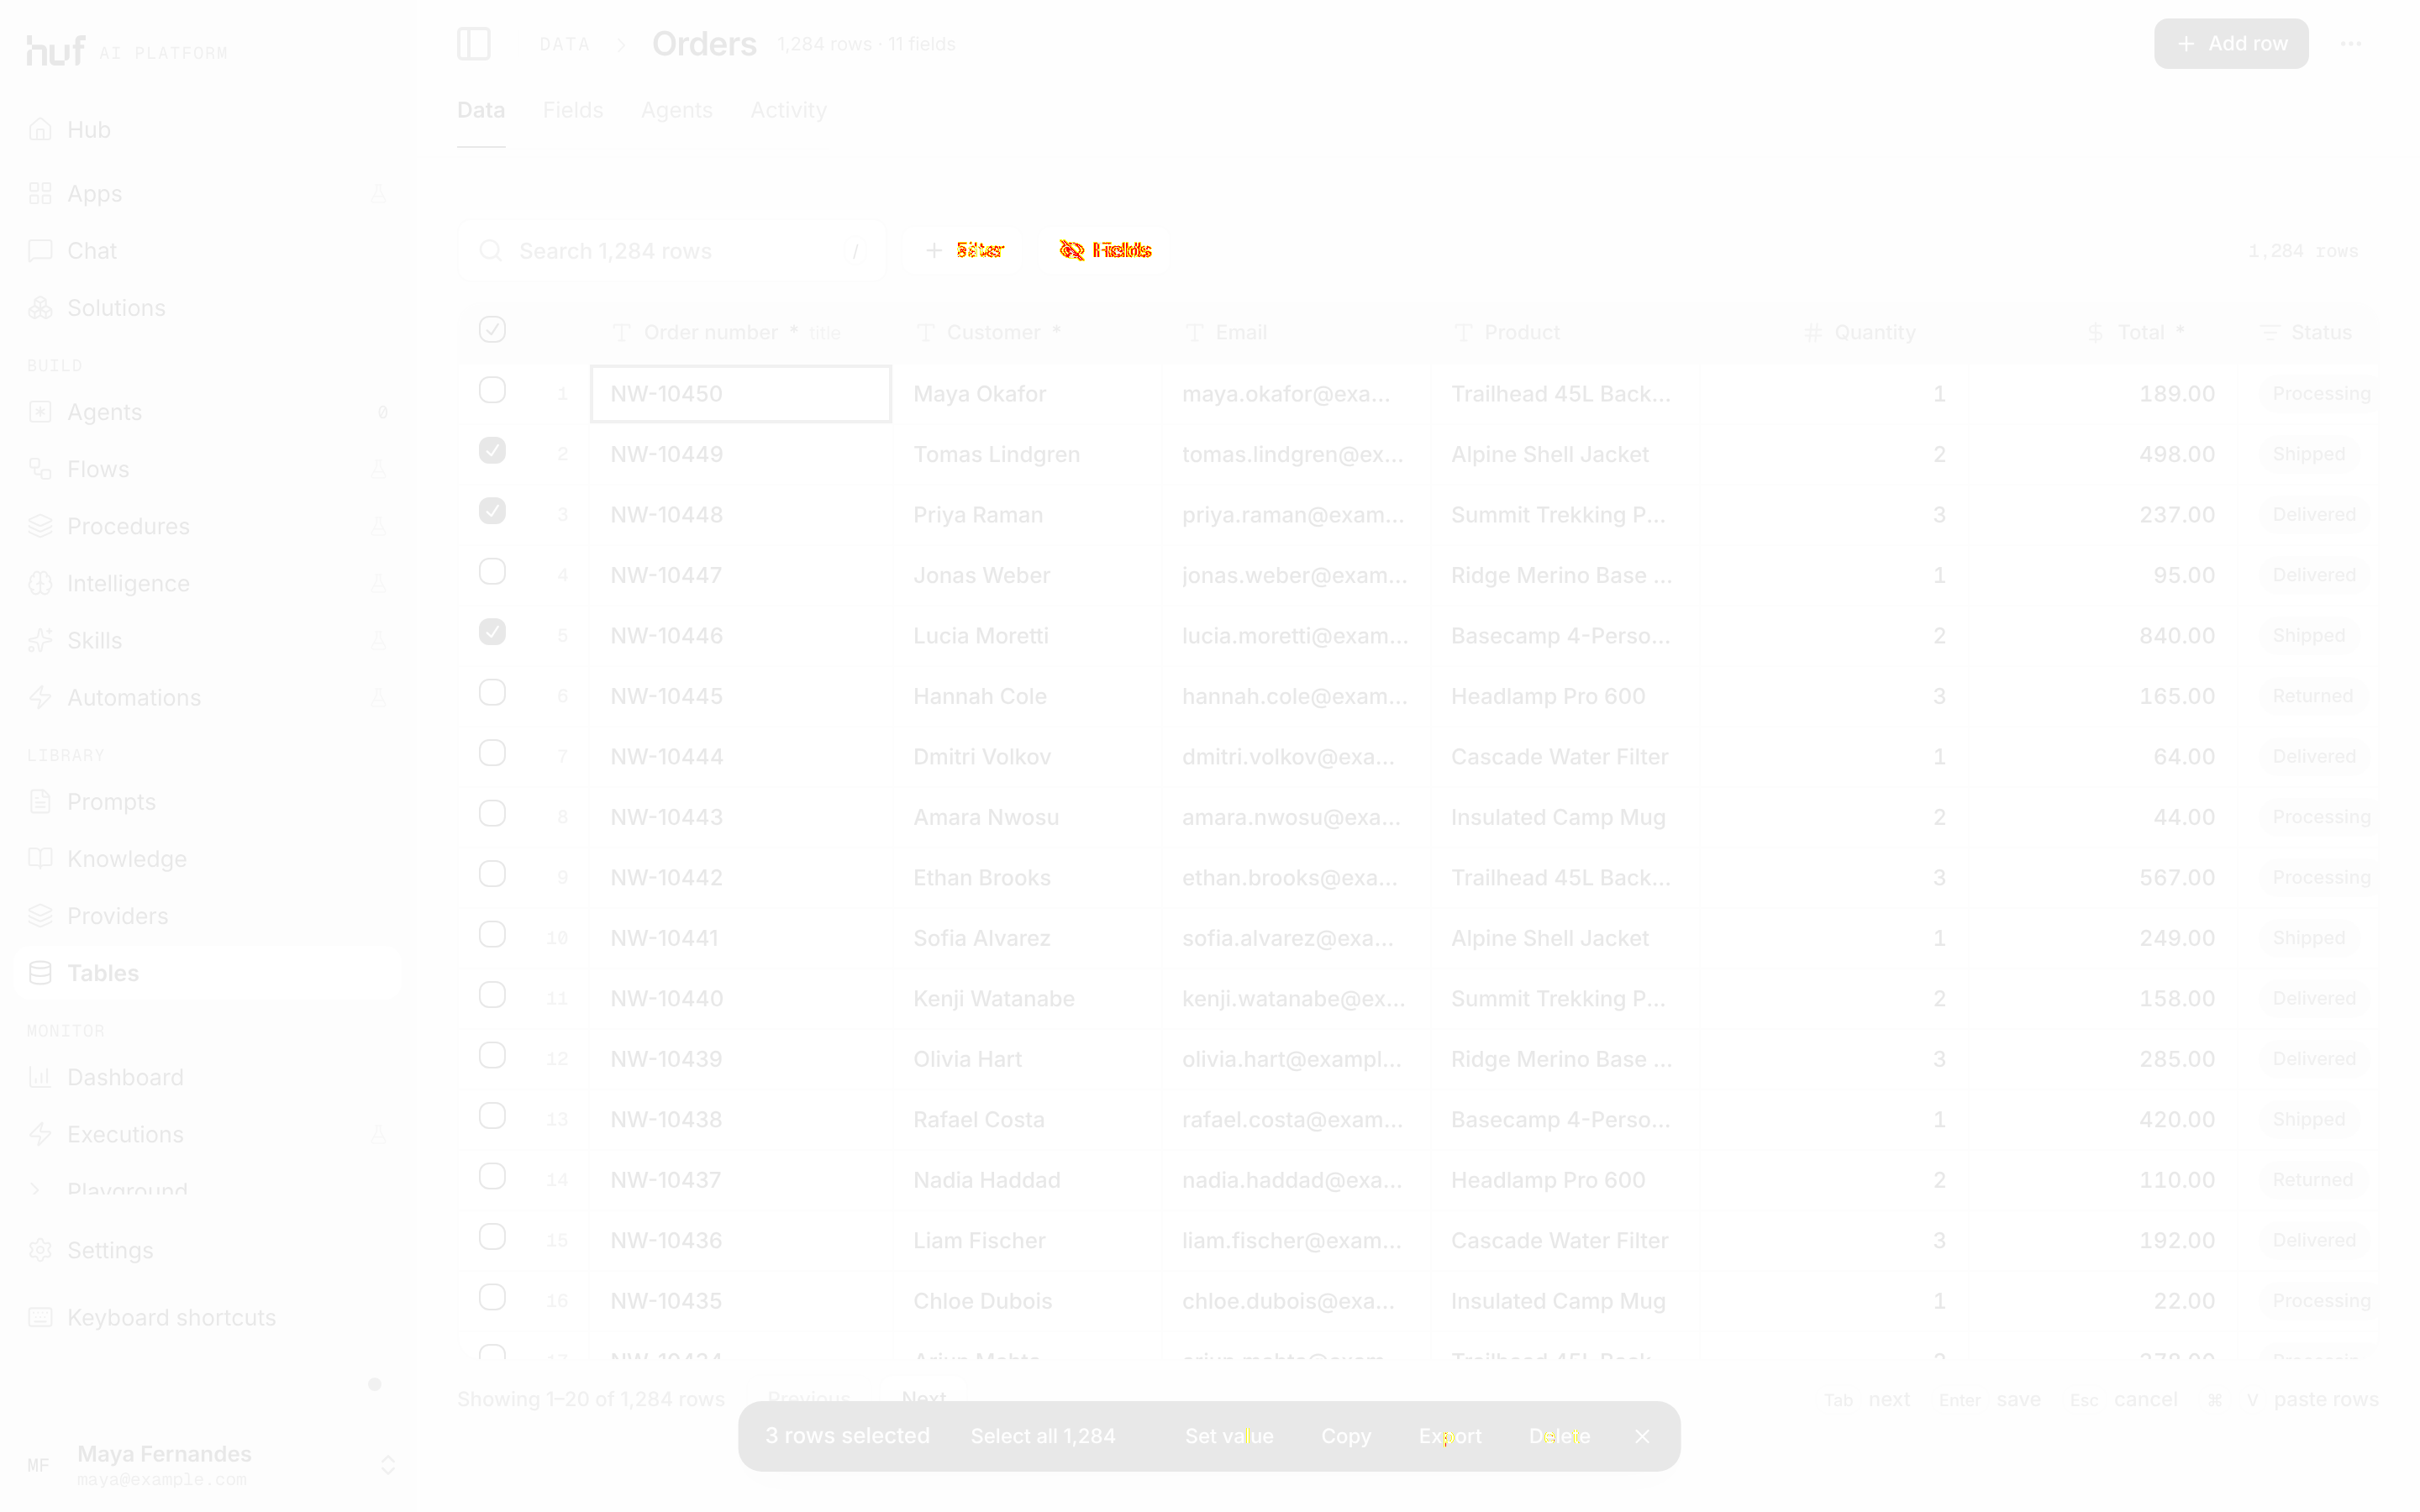 huf AI PLATFORM
DATA > Orders 1,284 rows · 11 fields
+ Add row
Data Fields Agents Activity
Hub
Apps
Chat
Solutions
BUILD
Agents 0
Flows
Procedures
Intelligence
Skills
Automations
LIBRARY
Prompts
Knowledge
Providers
Tables
MONITOR
Dashboard
Executions
Playground
Settings
Keyboard shortcuts
MF Maya Fernandes
maya@example.com
Search 1,284 rows / + Filter Fields 1,284 rows
Order number * title Customer * Email Product # Quantity $ Total * Status
1 NW-10450 Maya Okafor maya.okafor@exa... Trailhead 45L Back... 1 189.00 Processing
2 NW-10449 Tomas Lindgren tomas.lindgren@ex... Alpine Shell Jacket 2 498.00 Shipped
3 NW-10448 Priya Raman priya.raman@exam... Summit Trekking P... 3 237.00 Delivered
4 NW-10447 Jonas Weber jonas.weber@exam... Ridge Merino Base ... 1 95.00 Delivered
5 NW-10446 Lucia Moretti lucia.moretti@exam... Basecamp 4-Perso... 2 840.00 Shipped
6 NW-10445 Hannah Cole hannah.cole@exam... Headlamp Pro 600 3 165.00 Returned
7 NW-10444 Dmitri Volkov dmitri.volkov@exa... Cascade Water Filter 1 64.00 Delivered
8 NW-10443 Amara Nwosu amara.nwosu@exa... Insulated Camp Mug 2 44.00 Processing
9 NW-10442 Ethan Brooks ethan.brooks@exa... Trailhead 45L Back... 3 567.00 Processing
10 NW-10441 Sofia Alvarez sofia.alvarez@exa... Alpine Shell Jacket 1 249.00 Shipped
11 NW-10440 Kenji Watanabe kenji.watanabe@ex... Summit Trekking P... 2 158.00 Delivered
12 NW-10439 Olivia Hart olivia.hart@exampl... Ridge Merino Base ... 3 285.00 Delivered
13 NW-10438 Rafael Costa rafael.costa@exam... Basecamp 4-Perso... 1 420.00 Shipped
14 NW-10437 Nadia Haddad nadia.haddad@exa... Headlamp Pro 600 2 110.00 Returned
15 NW-10436 Liam Fischer liam.fischer@exam... Cascade Water Filter 3 192.00 Delivered
16 NW-10435 Chloe Dubois chloe.dubois@exa... Insulated Camp Mug 1 22.00 Processing
Showing 1–20 of 1,284 rows Previous Next Tab next Enter save Esc cancel ⌘ V paste rows
3 rows selected Select all 1,284 Set value Copy Export Delete ×